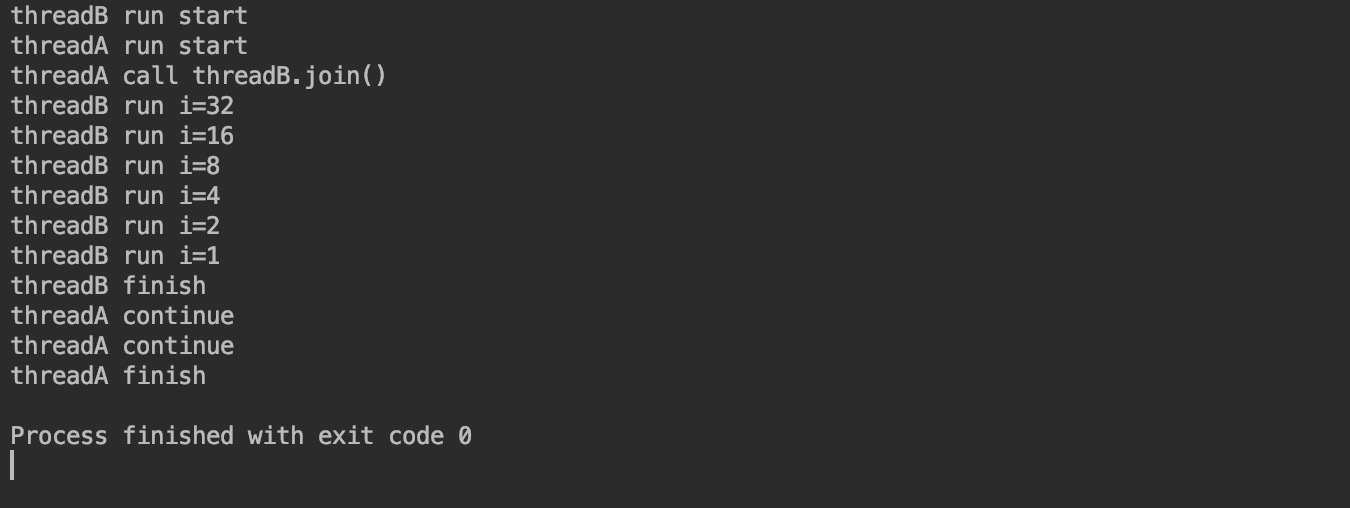 threadB run start
threadA run start
threadA call threadB.join()
threadB run i=32
threadB run i=16
threadB run i=8
threadB run i=4
threadB run i=2
threadB run i=1
threadB finish
threadA continue
threadA continue
threadA finish
Process finished with exit code 0